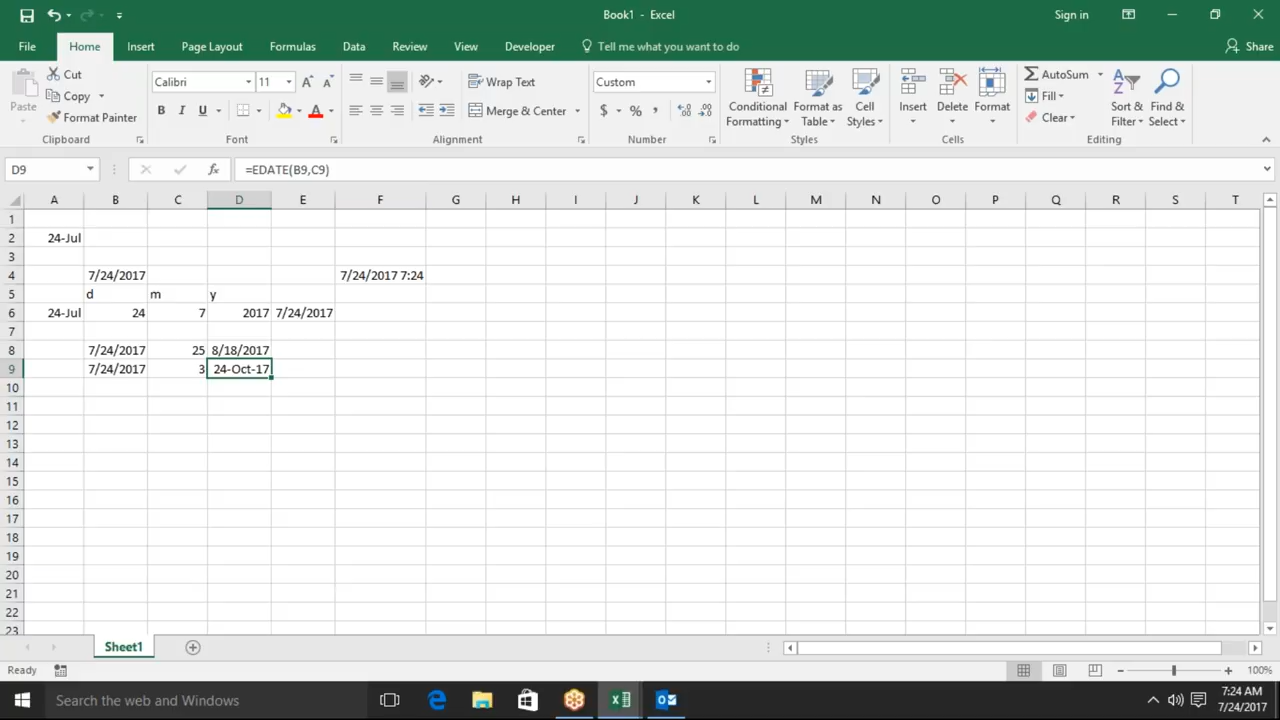 Book1 - Excel
Sign in
File Home Insert Page Layout Formulas Data Review View Developer Tell me what you want to do Share
Paste
Cut
Copy
Format Painter
Clipboard
Calibri 11
B I U
Font
Wrap Text
Merge & Center
Alignment
Custom
$ % ,
Number
Conditional Formatting
Format as Table
Cell Styles
Styles
Insert
Delete
Format
Cells
AutoSum
Fill
Clear
Sort & Filter
Find & Select
Editing
D9 fx =EDATE(B9,C9)
A B C D E F G H I J K L M N O P Q R S T
1
2 24-Jul
3
4 7/24/2017 7/24/2017 7:24
5 d m y
6 24-Jul 24 7 2017 7/24/2017
7
8 7/24/2017 25 8/18/2017
9 7/24/2017 3 24-Oct-17
10
11
12
13
14
15
16
17
18
19
20
21
22
23
Sheet1
Ready 100%
Search the web and Windows
7:24 AM
7/24/2017